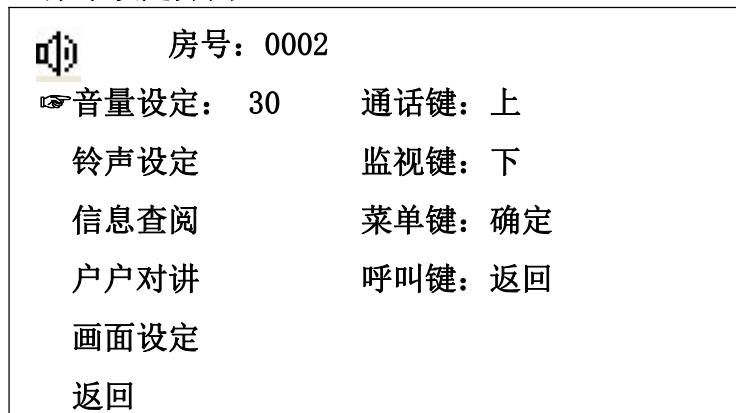 房号：0002
☞音量设定： 30 通话键：上
铃声设定 监视键：下
信息查阅 菜单键：确定
户户对讲 呼叫键：返回
画面设定
返回